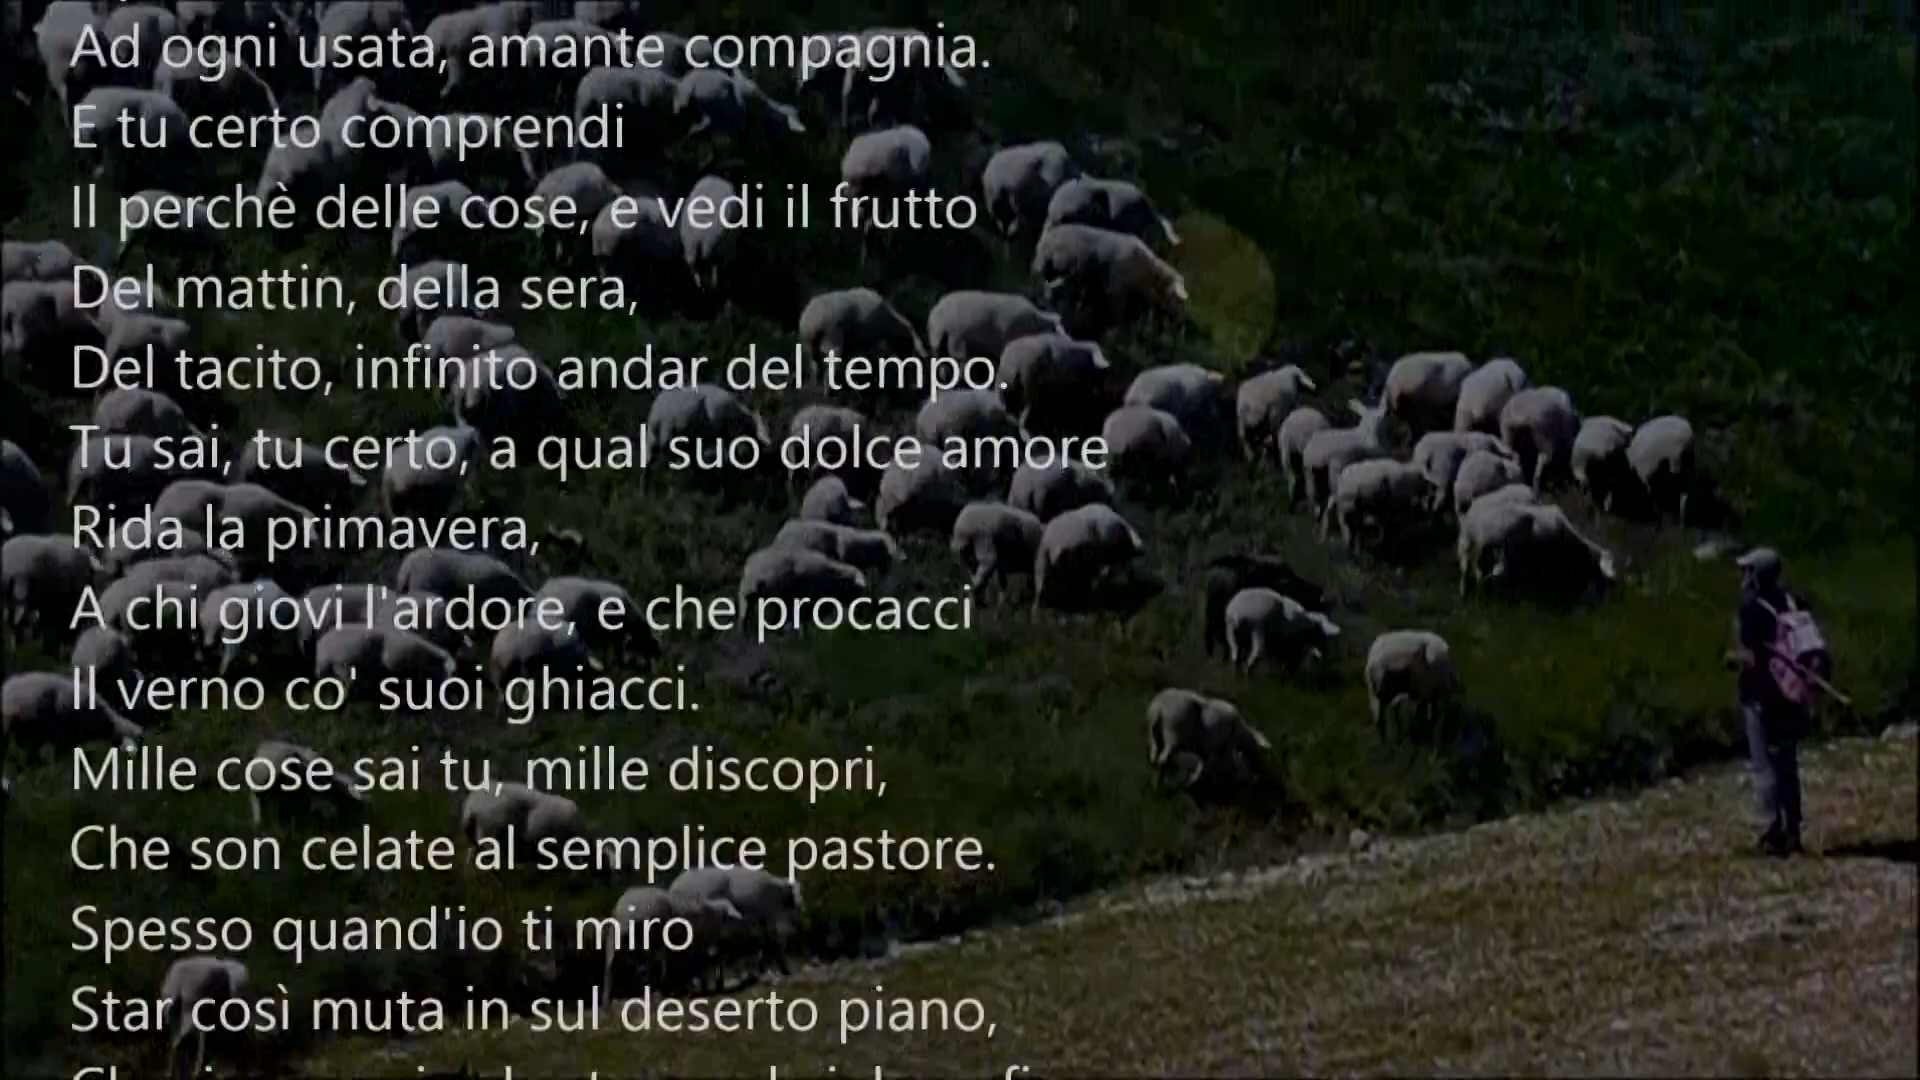 Ad ogni usata, amante compagnia.
E tu certo comprendi
Il perchè delle cose, e vedi il frutto
Del mattin, della sera,
Del tacito, infinito andar del tempo.
Tu sai, tu certo, a qual suo dolce amore
Rida la primavera,
A chi giovi l'ardore, e che procacci
Il verno co' suoi ghiacci.
Mille cose sai tu, mille discopri,
Che son celate al semplice pastore.
Spesso quand'io ti miro
Star così muta in sul deserto piano,